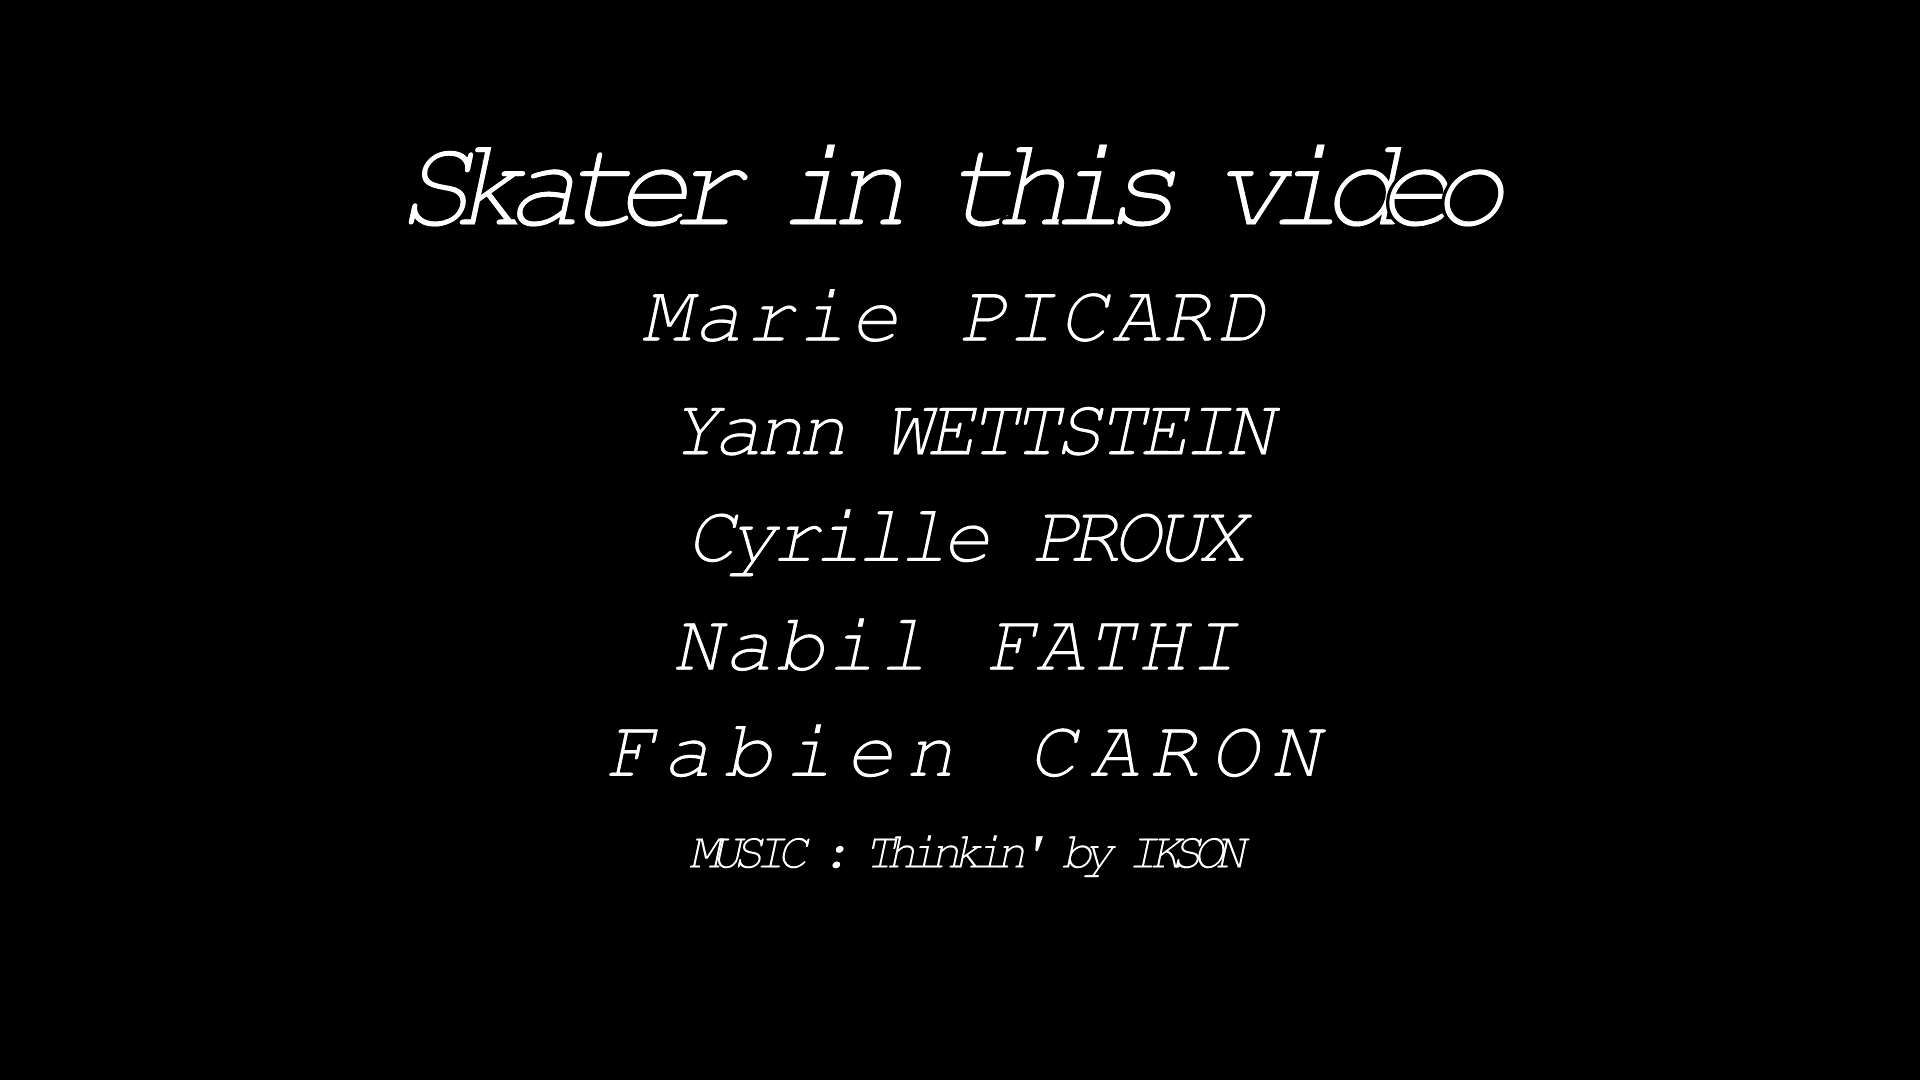 Skater in this video
Marie PICARD
Yann WETTSTEIN
Cyrille PROUX
Nabil FATHI
Fabien CARON
MUSIC : Thinkin' by IKSON